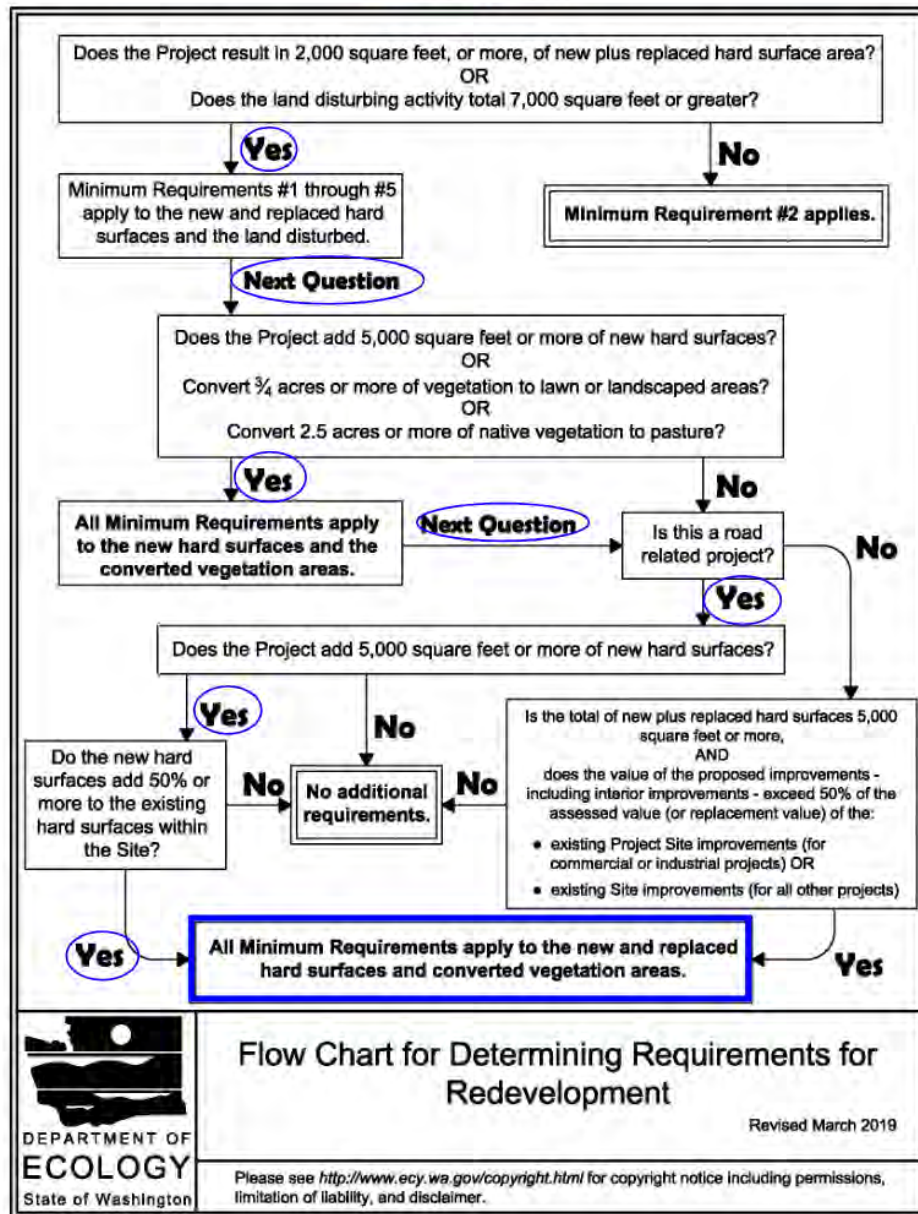 Does the Project result in 2,000 square feet, or more, of new plus replaced hard surface area?
OR
Does the land disturbing activity total 7,000 square feet or greater?
Yes
No
Minimum Requirements #1 through #5
apply to the new and replaced hard
surfaces and the land disturbed.
Minimum Requirement #2 applies.
Next Question
Does the Project add 5,000 square feet or more of new hard surfaces?
OR
Convert ¾ acres or more of vegetation to lawn or landscaped areas?
OR
Convert 2.5 acres or more of native vegetation to pasture?
Yes
No
All Minimum Requirements apply
to the new hard surfaces and the
converted vegetation areas.
Next Question
Is this a road
related project?
No
Yes
Does the Project add 5,000 square feet or more of new hard surfaces?
Yes
No
Do the new hard
surfaces add 50% or
more to the existing
hard surfaces within
the Site?
No
No additional
requirements.
No
Is the total of new plus replaced hard surfaces 5,000
square feet or more,
AND
does the value of the proposed improvements -
including interior improvements - exceed 50% of the
assessed value (or replacement value) of the:
• existing Project Site improvements (for
commercial or industrial projects) OR
• existing Site improvements (for all other projects)
Yes
All Minimum Requirements apply to the new and replaced
hard surfaces and converted vegetation areas.
Yes
DEPARTMENT OF
ECOLOGY
State of Washington
Flow Chart for Determining Requirements for
Redevelopment
Revised March 2019
Please see http://www.ecy.wa.gov/copyright.html for copyright notice including permissions,
limitation of liability, and disclaimer.